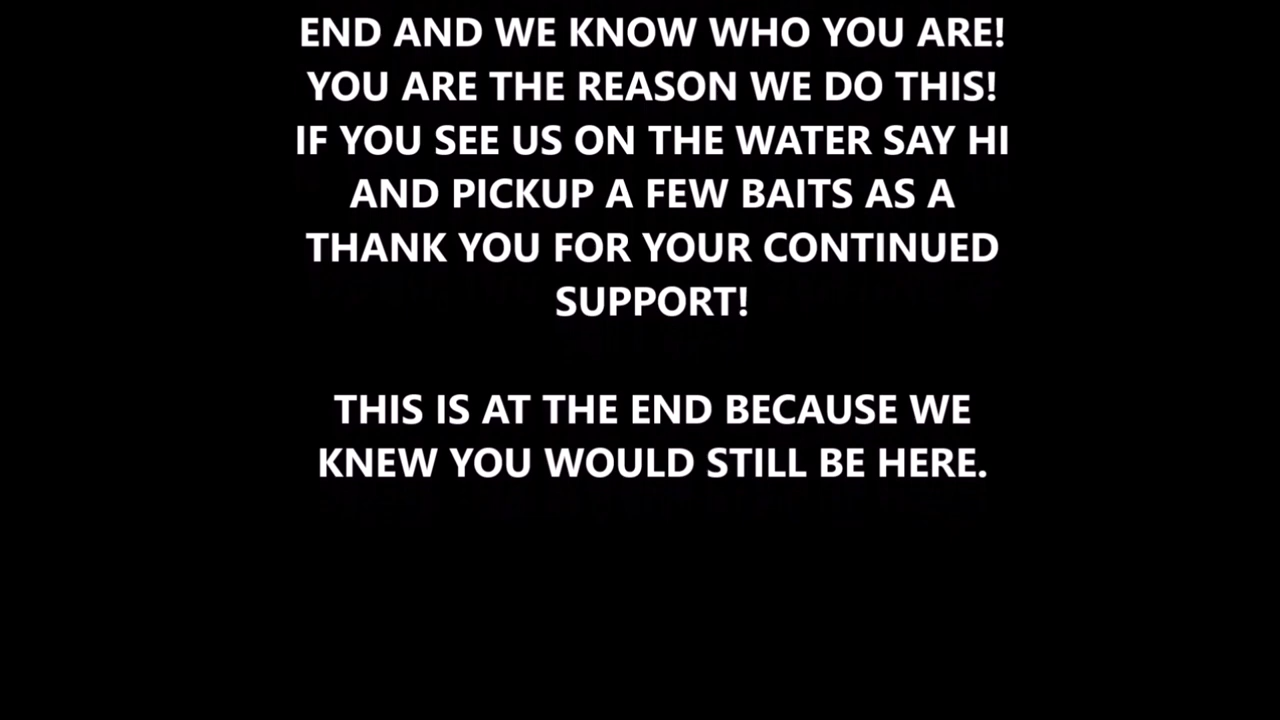 END AND WE KNOW WHO YOU ARE!
YOU ARE THE REASON WE DO THIS!
IF YOU SEE US ON THE WATER SAY HI
AND PICKUP A FEW BAITS AS A
THANK YOU FOR YOUR CONTINUED
SUPPORT!
THIS IS AT THE END BECAUSE WE
KNEW YOU WOULD STILL BE HERE.